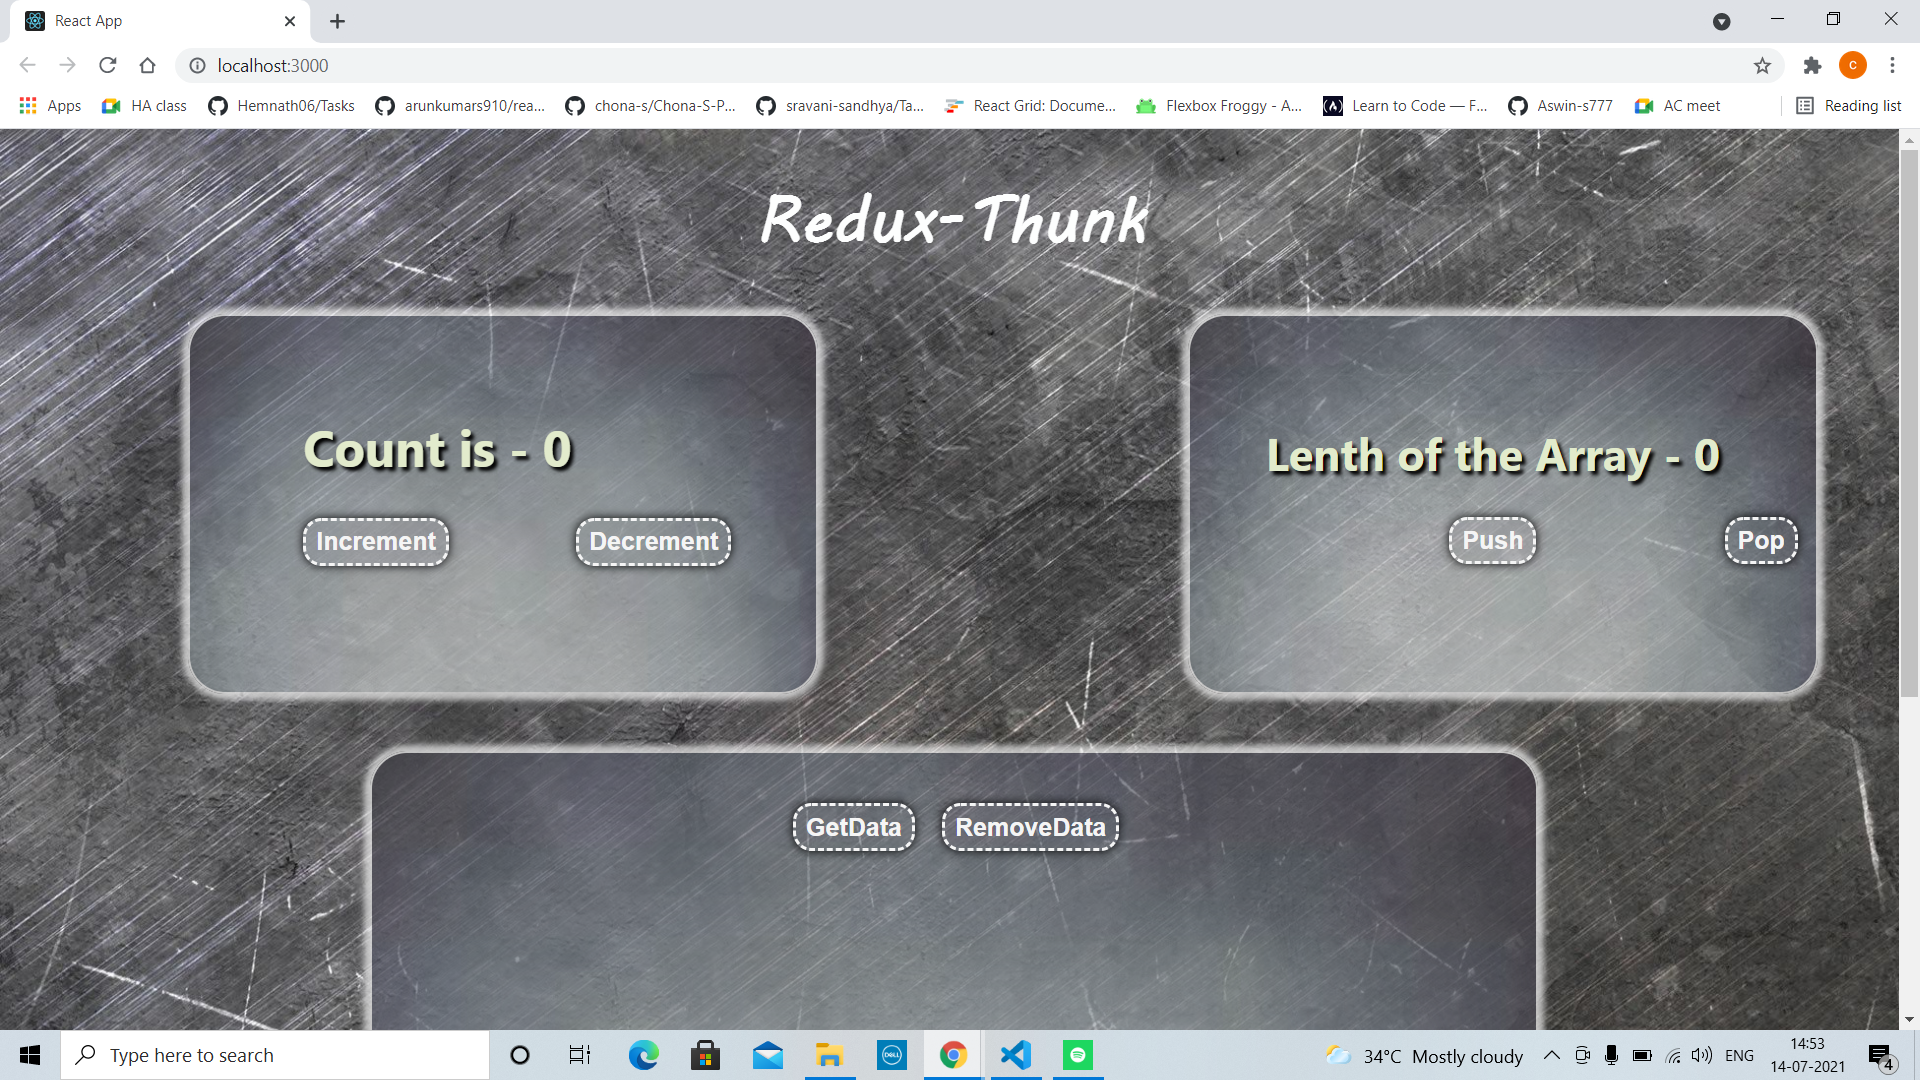 React App
localhost:3000
Apps HA class Hemnath06/Tasks arunkumars910/rea... chona-s/Chona-S-P... sravani-sandhya/Ta... React Grid: Docume... Flexbox Froggy - A... Learn to Code — F... Aswin-s777 AC meet Reading list
Redux-Thunk
Count is - 0
Increment Decrement
Lenth of the Array - 0
Push Pop
GetData RemoveData
Type here to search
34°C Mostly cloudy
ENG
14:53
14-07-2021
4
c
(A)
DELL